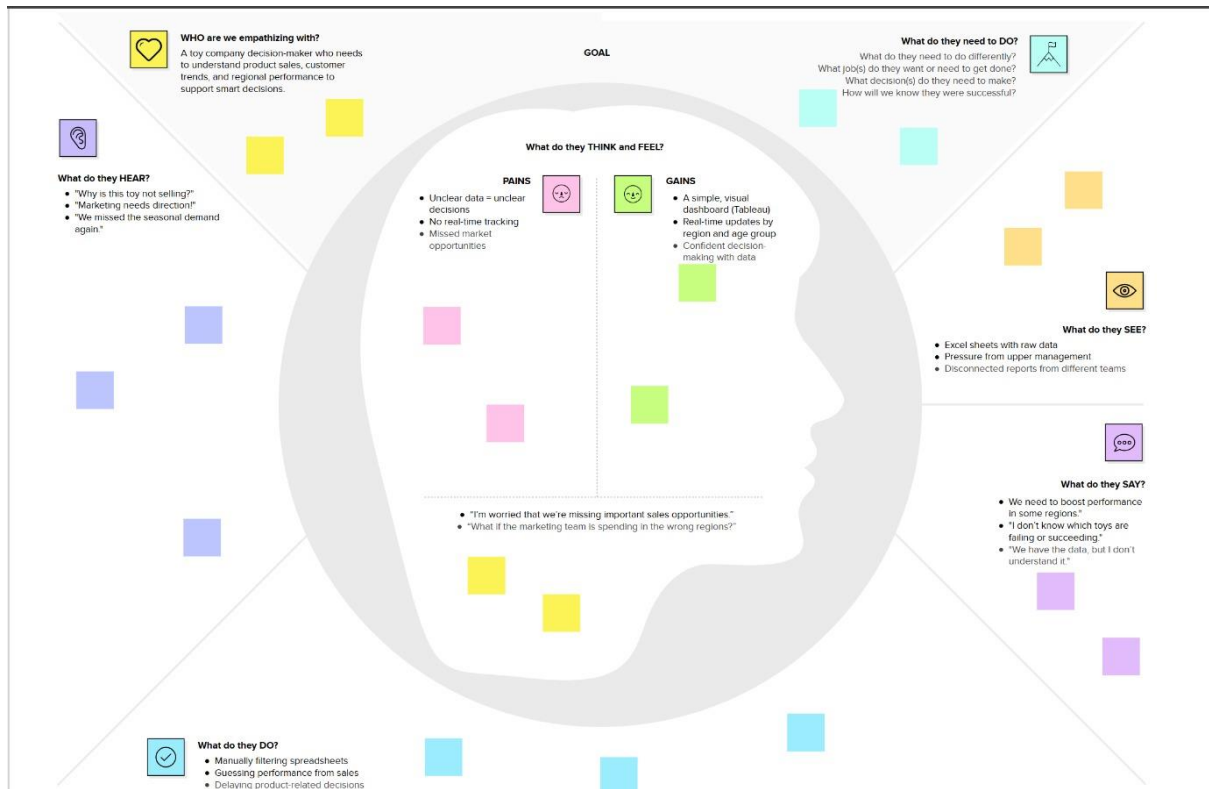 WHO are we empathizing with?
A toy company decision-maker who needs
to understand product sales, customer
trends, and regional performance to
support smart decisions.
GOAL
What do they need to DO?
What do they need to do differently?
What job(s) do they want or need to get done?
What decision(s) do they need to make?
How will we know they were successful?
What do they HEAR?
• "Why is this toy not selling?"
• "Marketing needs direction!"
• "We missed the seasonal demand
again."
What do they THINK and FEEL?
PAINS
• Unclear data = unclear
decisions
• No real-time tracking
• Missed market
opportunities
GAINS
• A simple, visual
dashboard (Tableau)
• Real-time updates by
region and age group
• Confident decision-
making with data
What do they SEE?
• Excel sheets with raw data
• Pressure from upper management
• Disconnected reports from different teams
What do they SAY?
• We need to boost performance
in some regions."
• "I don't know which toys are
failing or succeeding."
• "We have the data, but I don't
understand it."
• "I'm worried that we're missing important sales opportunities."
• "What if the marketing team is spending in the wrong regions?"
What do they DO?
• Manually filtering spreadsheets
• Guessing performance from sales
• Delaying product-related decisions